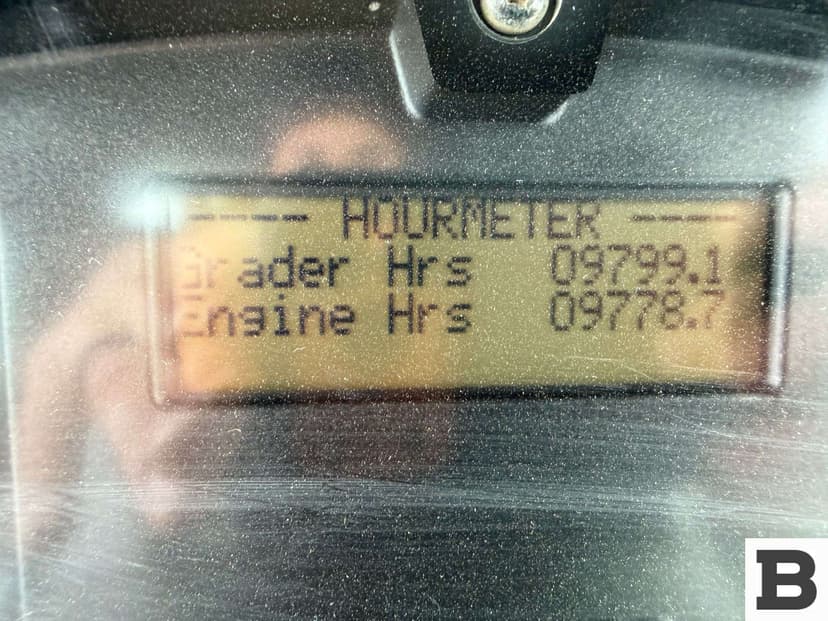 ---- HOURMETER ----
Grader Hrs 09799.1
Engine Hrs 09778.7
B